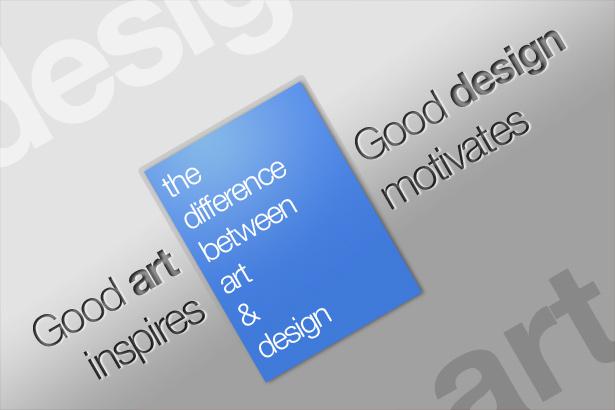 desig
Good art
inspires
the
difference
between
art
&
design
Good design
motivates
art